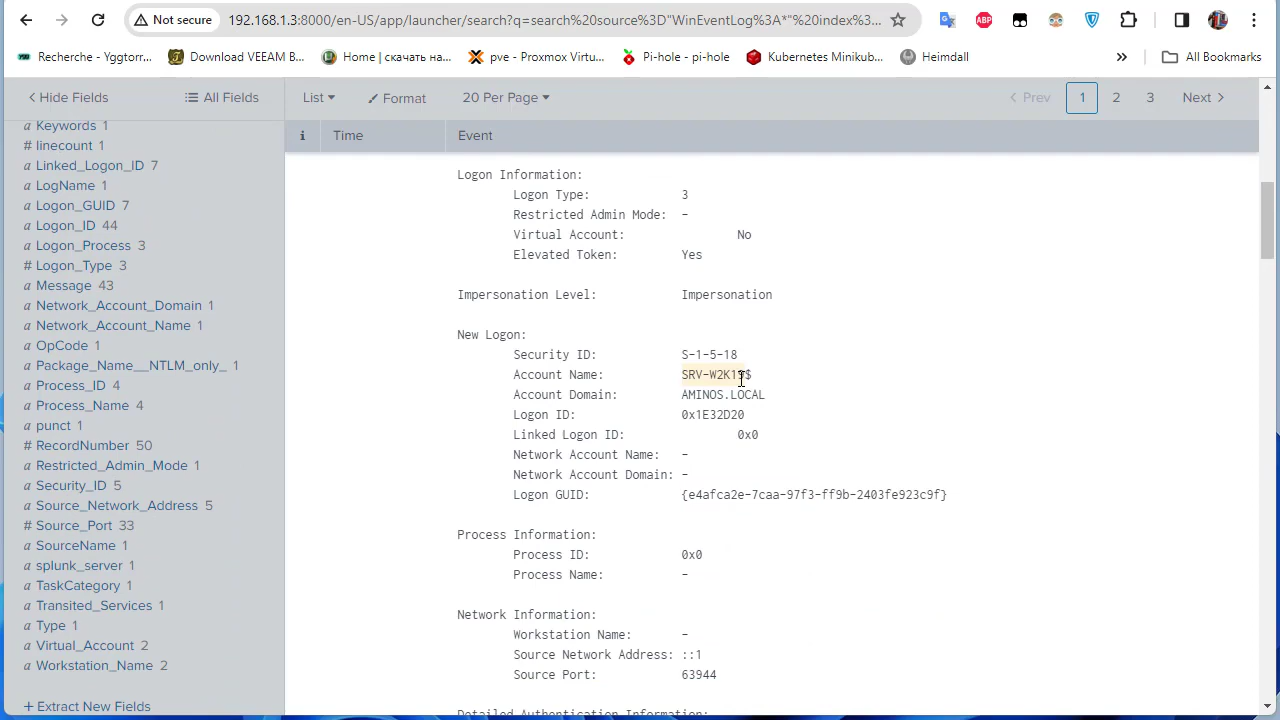 Not secure 192.168.1.3:8000/en-US/app/launcher/search?q=search%20source%3D"WinEventLog%3A*"%20index%3...
Recherche - Yggtorr... Download VEEAM B... Home | скачать на... pve - Proxmox Virtu... Pi-hole - pi-hole Kubernetes Minikub... Heimdall » All Bookmarks
Hide Fields All Fields List Format 20 Per Page Prev 1 2 3 Next
i Time Event
a Keywords 1
# linecount 1
a Linked_Logon_ID 7
a LogName 1
a Logon_GUID 7
a Logon_ID 44
a Logon_Process 3
# Logon_Type 3
a Message 43
a Network_Account_Domain 1
a Network_Account_Name 1
a OpCode 1
a Package_Name__NTLM_only_ 1
a Process_ID 4
a Process_Name 4
a punct 1
# RecordNumber 50
a Restricted_Admin_Mode 1
a Security_ID 5
a Source_Network_Address 5
# Source_Port 33
a SourceName 1
a splunk_server 1
a TaskCategory 1
a Transited_Services 1
a Type 1
a Virtual_Account 2
a Workstation_Name 2
+ Extract New Fields
Logon Information:
Logon Type: 3
Restricted Admin Mode: -
Virtual Account: No
Elevated Token: Yes
Impersonation Level: Impersonation
New Logon:
Security ID: S-1-5-18
Account Name: SRV-W2K19$
Account Domain: AMINOS.LOCAL
Logon ID: 0x1E32D20
Linked Logon ID: 0x0
Network Account Name: -
Network Account Domain: -
Logon GUID: {e4afca2e-7caa-97f3-ff9b-2403fe923c9f}
Process Information:
Process ID: 0x0
Process Name: -
Network Information:
Workstation Name: -
Source Network Address: ::1
Source Port: 63944
Detailed Authentication Information: